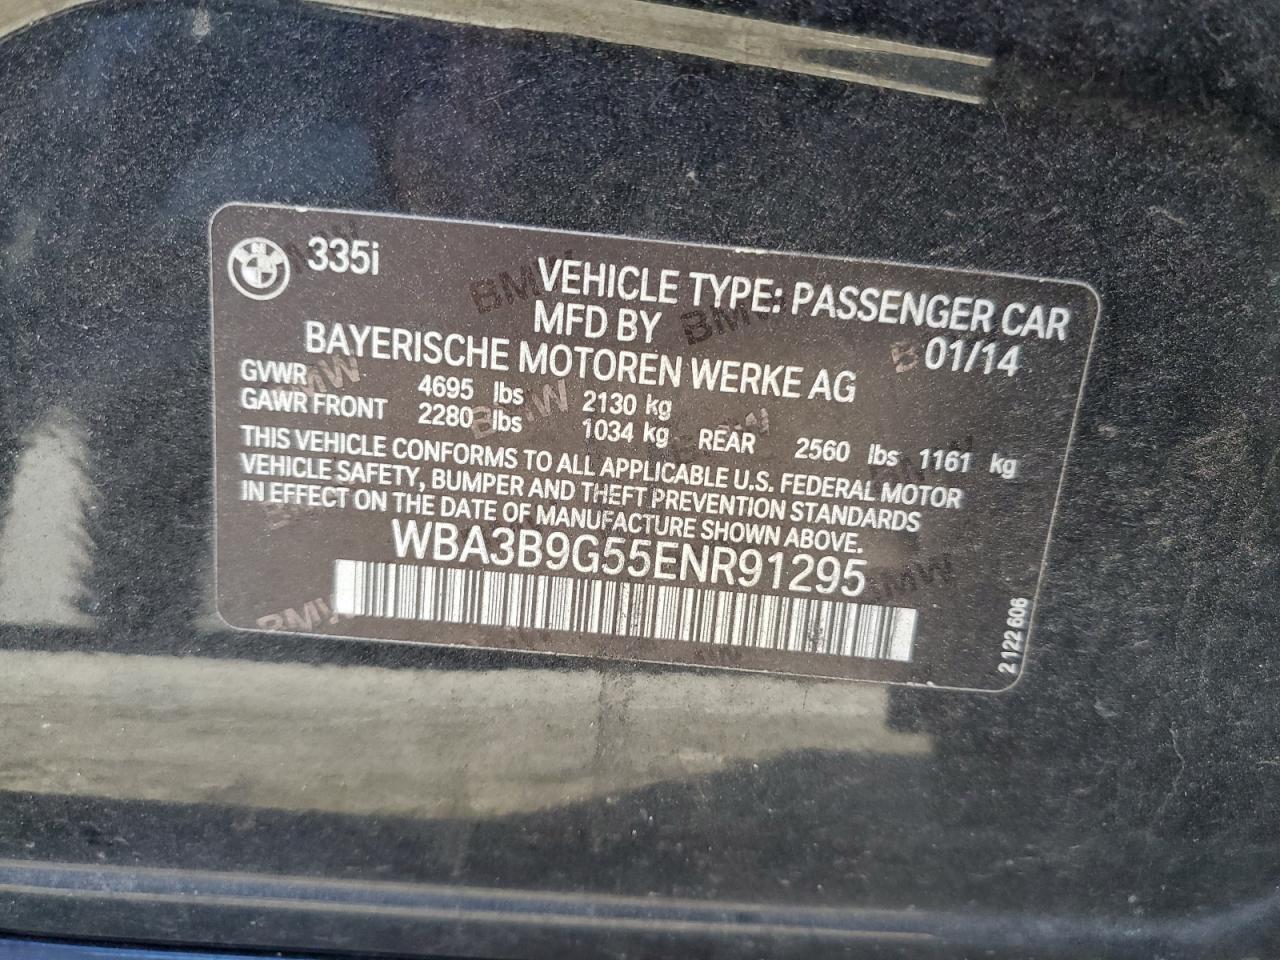 335i
VEHICLE TYPE: PASSENGER CAR
MFD BY 01/14
BAYERISCHE MOTOREN WERKE AG
GVWR 4695 lbs 2130 kg
GAWR FRONT 2280 lbs 1034 kg REAR 2560 lbs 1161 kg
THIS VEHICLE CONFORMS TO ALL APPLICABLE U.S. FEDERAL MOTOR
VEHICLE SAFETY, BUMPER AND THEFT PREVENTION STANDARDS
IN EFFECT ON THE DATE OF MANUFACTURE SHOWN ABOVE.
WBA3B9G55ENR91295
2 122 606